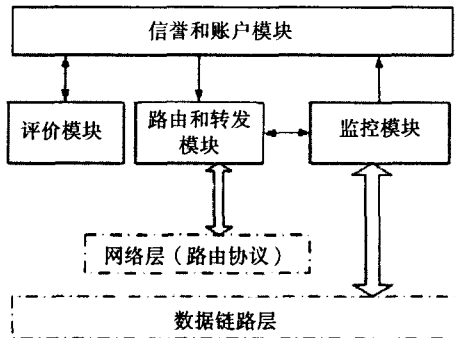 信誉和账户模块
评价模块
路由和转发
模块
监控模块
网络层（路由协议）
数据链路层